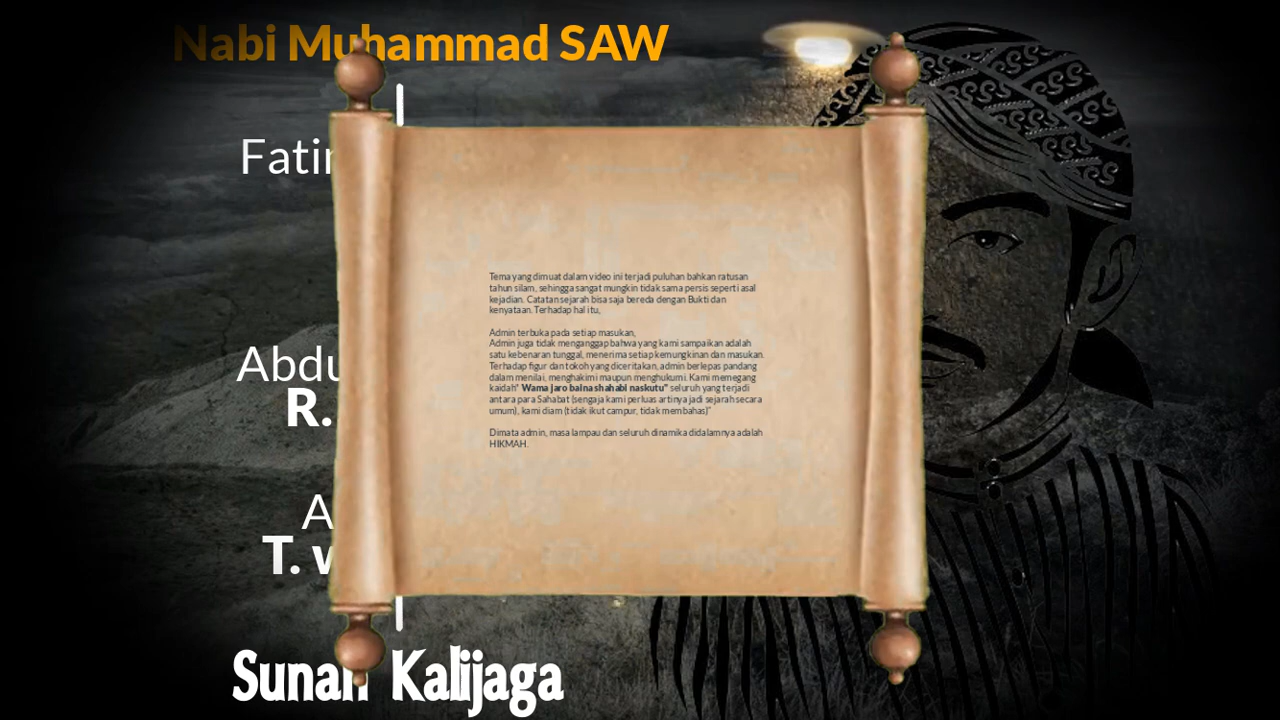 Nabi Muhammad SAW
Abdu
R.
A
T. w
Tema yang dimuat dalam video ini terjadi puluhan bahkan ratusan
tahun silam, sehingga sangat mungkin tidak sama persis seperti asal
kejadian. Catatan sejarah bisa saja bereda dengan Bukti dan
kenyataan. Terhadap hal itu,
Admin terbuka pada setiap masukan,
Admin juga tidak menganggap bahwa yang kami sampaikan adalah
satu kebenaran tunggal, menerima setiap kemungkinan dan masukan.
Terhadap figur dan tokoh yang diceritakan, admin berlepas pandang
dalam menilai, menghakimi maupun menghukumi. Kami memegang
kaidah" Wama jaro baina shahabi naskutu" seluruh yang terjadi
antara para Sahabat (sengaja kami perluas artinya jadi sejarah secara
umum), kami diam (tidak ikut campur, tidak membahas)"
Dimata admin, masa lampau dan seluruh dinamika didalamnya adalah
HIKMAH.
Sunan Kalijaga